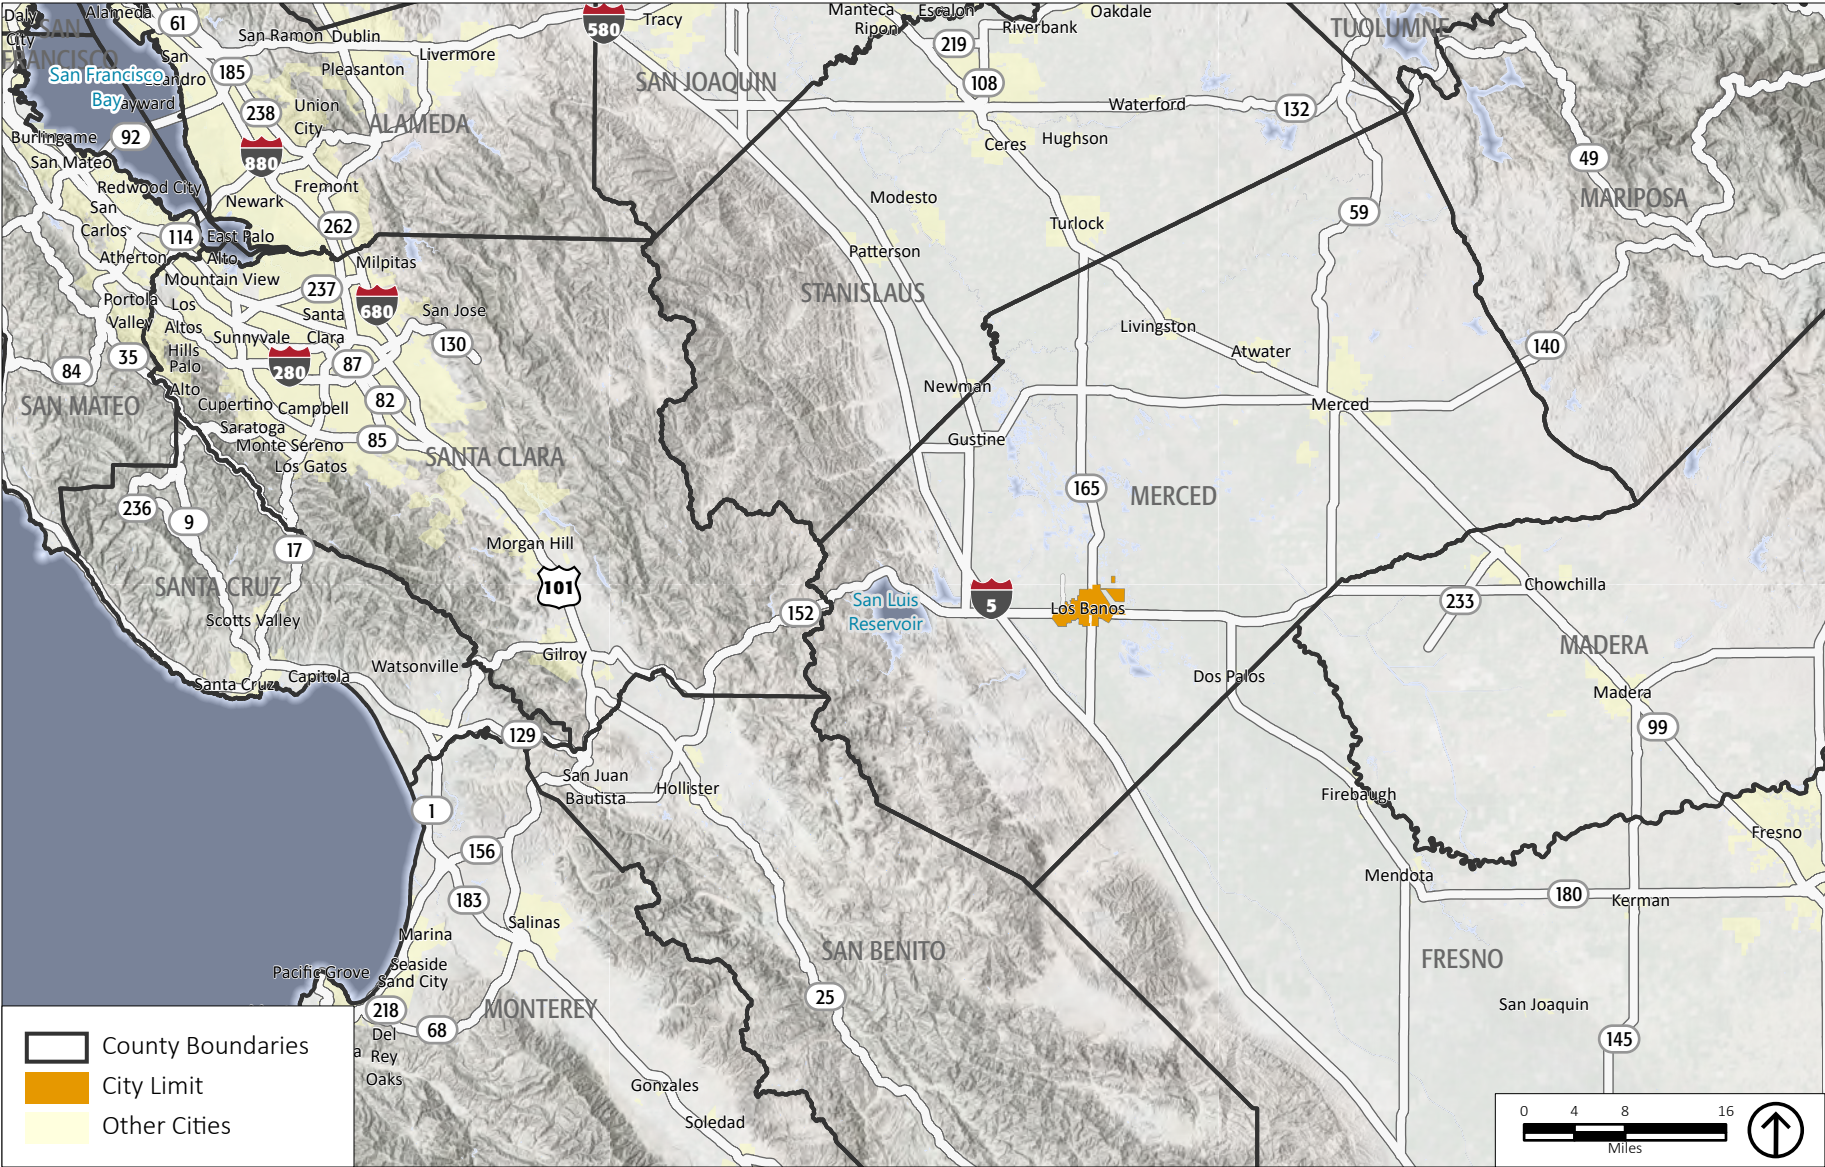 Daly
City
Alameda
61
SAN
FRANCISCO
San Ramon
Dublin
580
Tracy
Manteca
Escalon
Oakdale
Ripon
Riverbank
TUOLUMNE
San
Leandro
185
Pleasanton
Livermore
219
San Francisco
Bay
Hayward
238
Union
City
ALAMEDA
SAN JOAQUIN
108
Waterford
132
Burlingame
92
880
Ceres
Hughson
49
San Mateo
Redwood City
Fremont
Newark
Modesto
MARIPOSA
San
Carlos
114
East Palo
Alto
262
Turlock
59
Atherton
Milpitas
Patterson
Mountain View
237
STANISLAUS
Portola
Valley
Los
Altos
Hills
Santa
Clara
680
San Jose
Livingston
Sunnyvale
130
Atwater
140
35
Palo
Alto
280
87
84
82
Newman
SAN MATEO
Cupertino
Campbell
Merced
Saratoga
85
Gustine
Monte Sereno
Los Gatos
SANTA CLARA
165
MERCED
236
9
Morgan Hill
17
101
SANTA CRUZ
152
San Luis
Reservoir
5
Los Banos
233
Chowchilla
Scotts Valley
MADERA
Watsonville
Gilroy
Santa Cruz
Capitola
Dos Palos
Madera
129
99
San Juan
Bautista
Hollister
Firebaugh
1
Fresno
156
Mendota
183
180
Kerman
Salinas
Marina
SAN BENITO
FRESNO
Pacific Grove
Seaside
Sand City
25
San Joaquin
218
MONTEREY
68
145
Del
Rey
Oaks
a
Gonzales
Soledad
County Boundaries
City Limit
Other Cities
0 4 8 16
Miles